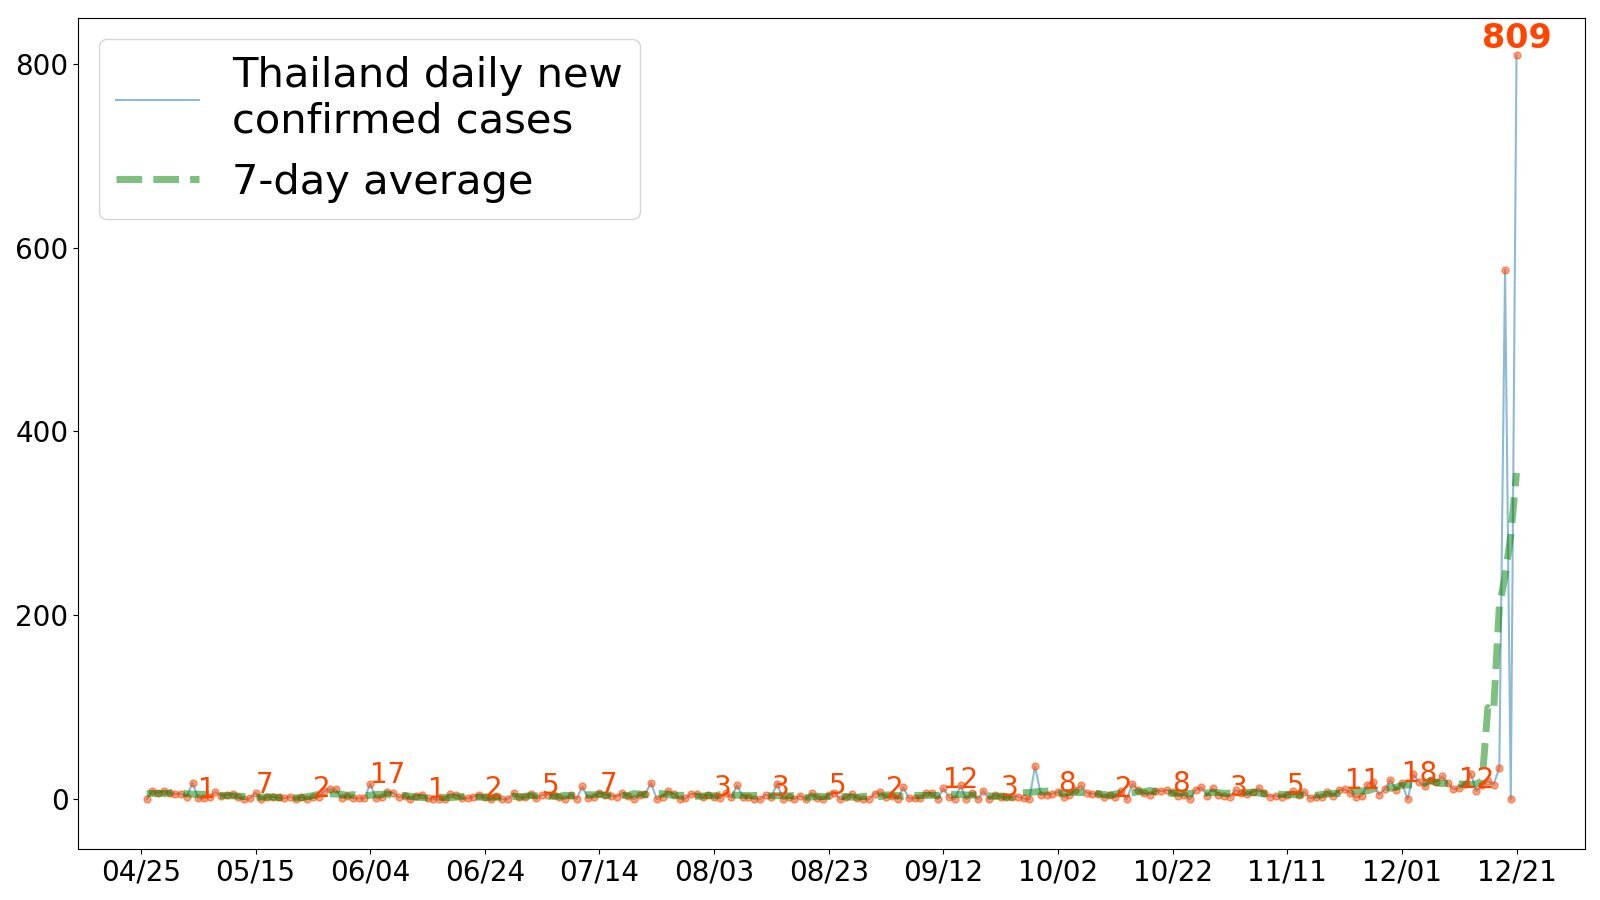 809
800
600
400
200
0
Thailand daily new
confirmed cases
7-day average
1 7 2 17 1 2 5 7 3 3 5 2 12 3 8 2 8 3 5 11 18 12
04/25 05/15 06/04 06/24 07/14 08/03 08/23 09/12 10/02 10/22 11/11 12/01 12/21